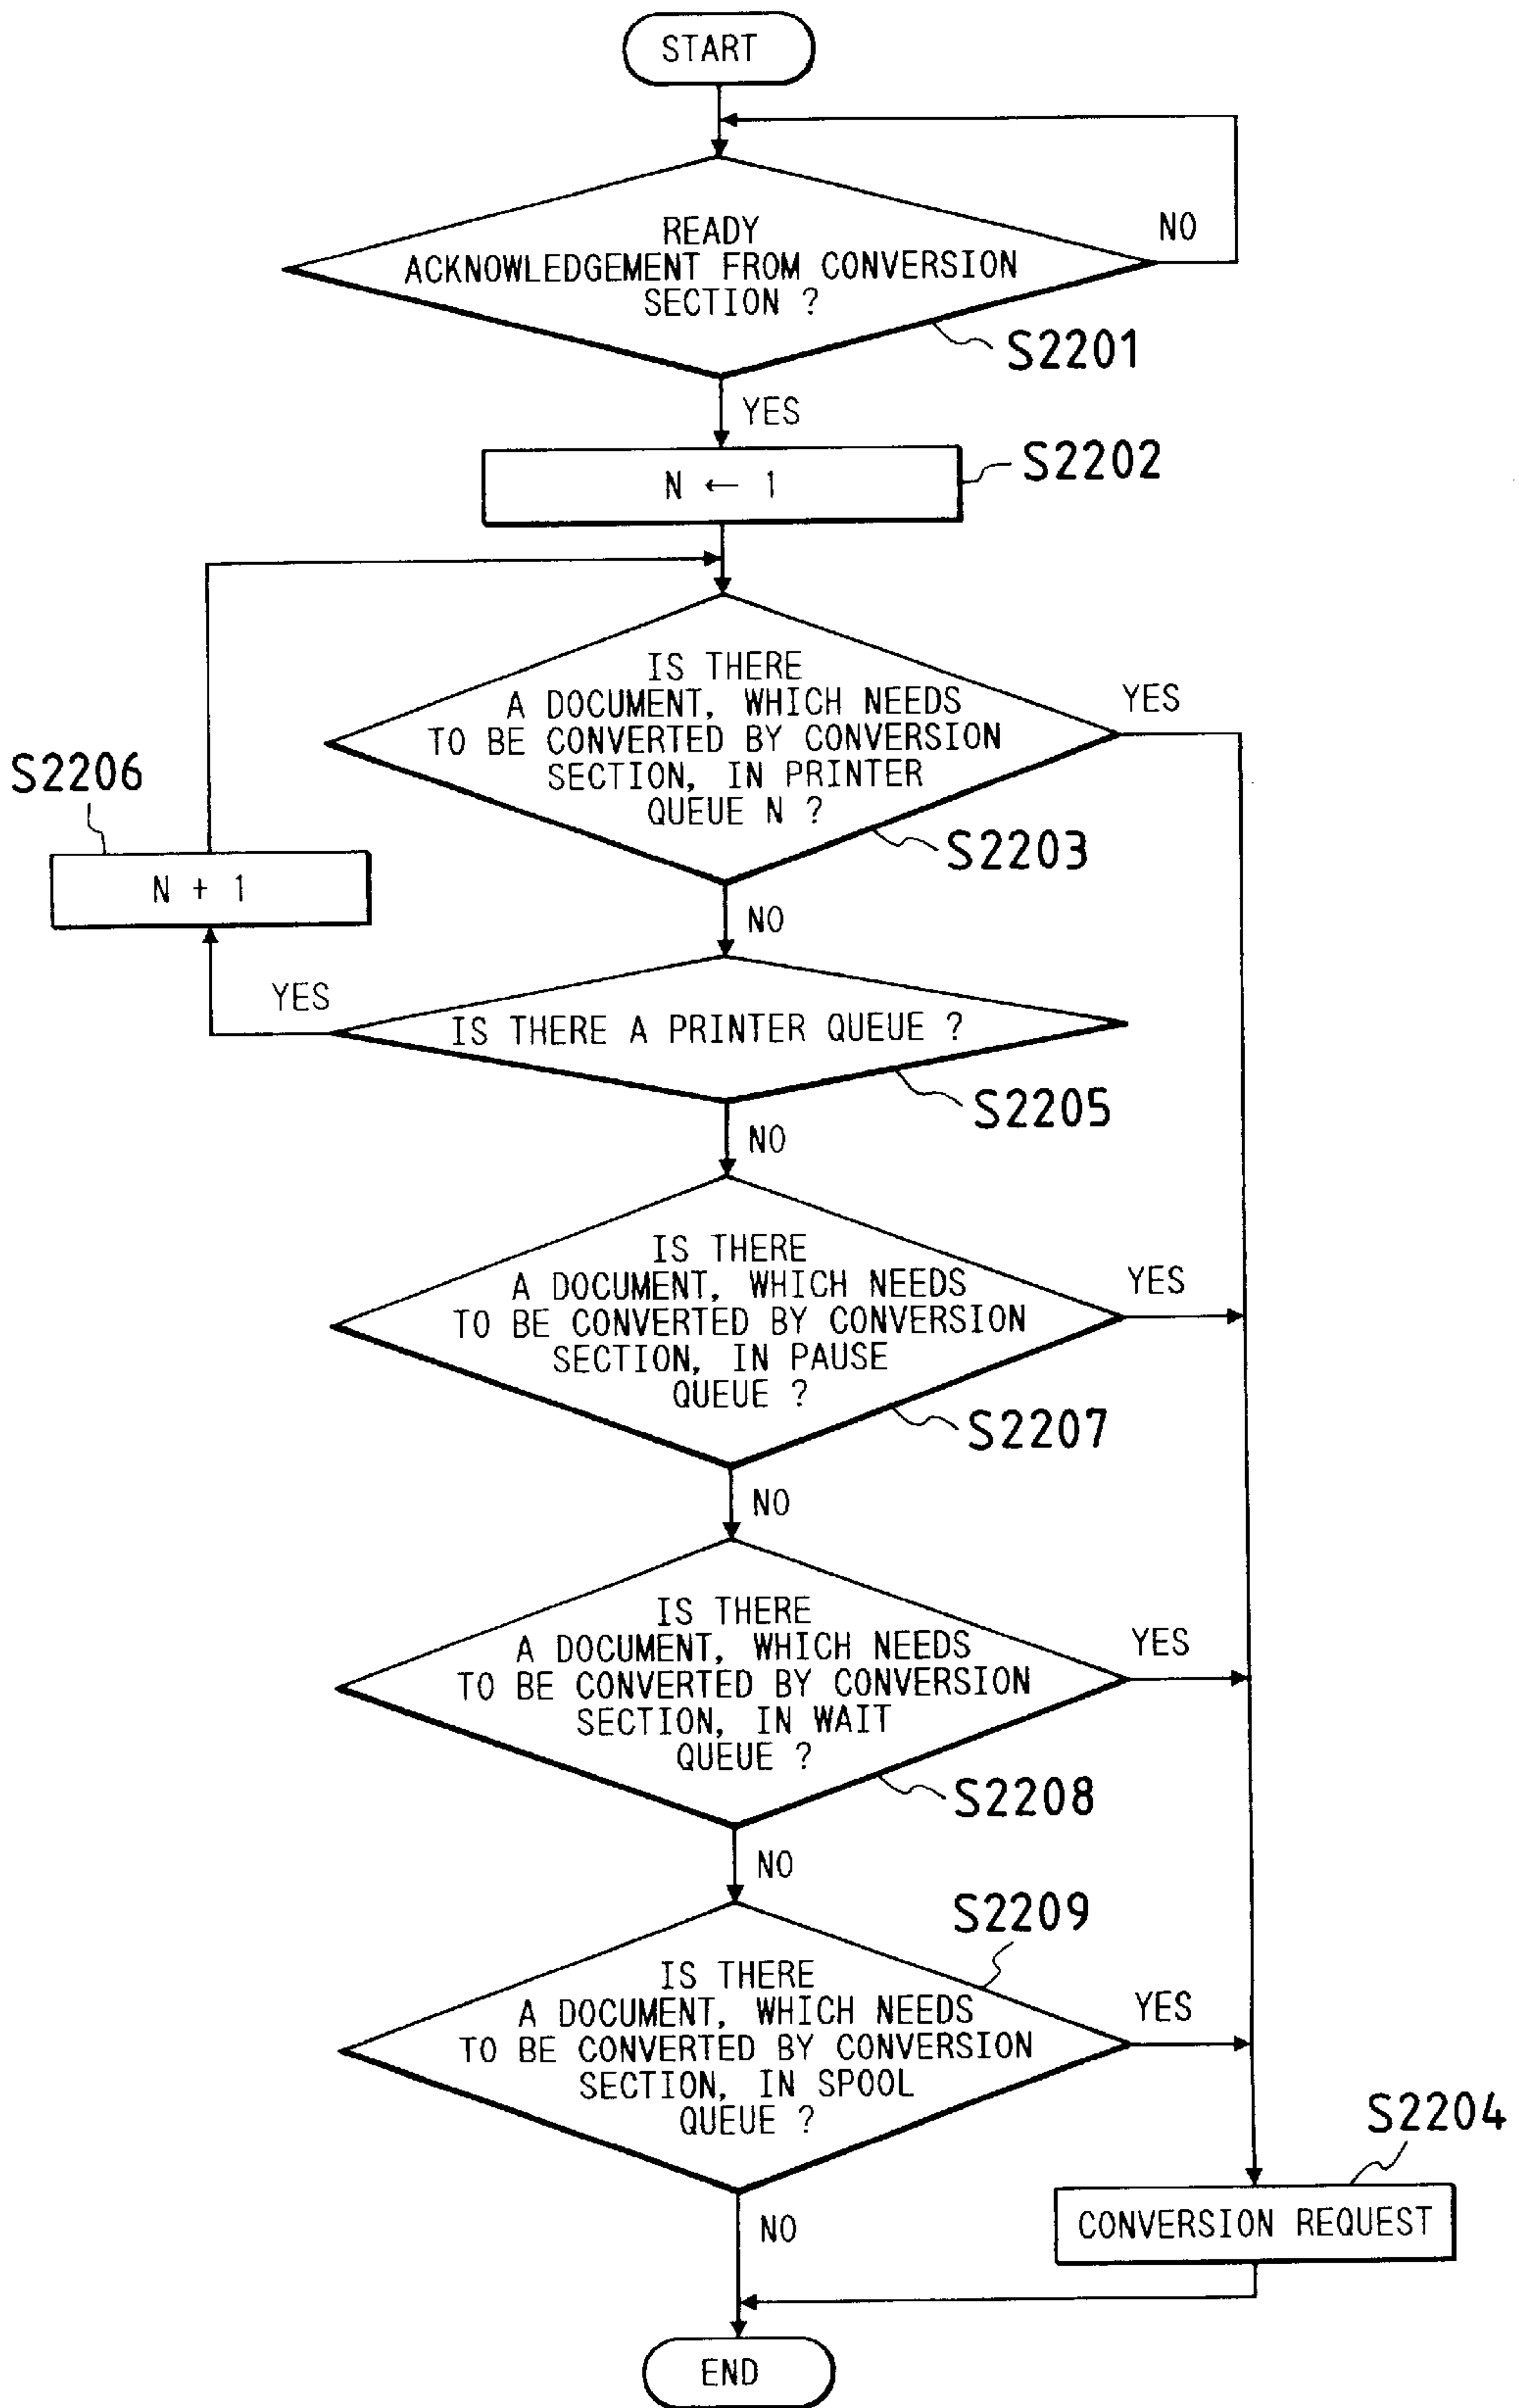 START
READY
ACKNOWLEDGEMENT FROM CONVERSION
SECTION ?
NO
S2201
YES
N ← 1
S2202
IS THERE
A DOCUMENT, WHICH NEEDS
TO BE CONVERTED BY CONVERSION
SECTION, IN PRINTER
QUEUE N ?
YES
S2203
S2206
N + 1
NO
YES
IS THERE A PRINTER QUEUE ?
S2205
NO
IS THERE
A DOCUMENT, WHICH NEEDS
TO BE CONVERTED BY CONVERSION
SECTION, IN PAUSE
QUEUE ?
YES
S2207
NO
IS THERE
A DOCUMENT, WHICH NEEDS
TO BE CONVERTED BY CONVERSION
SECTION, IN WAIT
QUEUE ?
YES
S2208
NO
S2209
IS THERE
A DOCUMENT, WHICH NEEDS
TO BE CONVERTED BY CONVERSION
SECTION, IN SPOOL
QUEUE ?
YES
S2204
CONVERSION REQUEST
NO
END